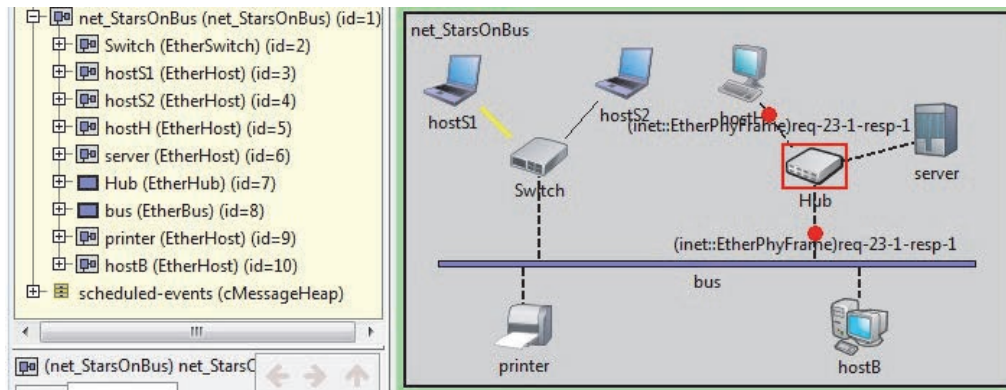 net_StarsOnBus (net_StarsOnBus) (id=1)
Switch (EtherSwitch) (id=2)
hostS1 (EtherHost) (id=3)
hostS2 (EtherHost) (id=4)
hostH (EtherHost) (id=5)
server (EtherHost) (id=6)
Hub (EtherHub) (id=7)
bus (EtherBus) (id=8)
printer (EtherHost) (id=9)
hostB (EtherHost) (id=10)
scheduled-events (cMessageHeap)
(net_StarsOnBus) net_StarsC
net_StarsOnBus
hostS1
hostS2
hostH
(inet::EtherPhyFrame)req-23-1-resp-1
server
Switch
Hub
(inet::EtherPhyFrame)req-23-1-resp-1
bus
printer
hostB